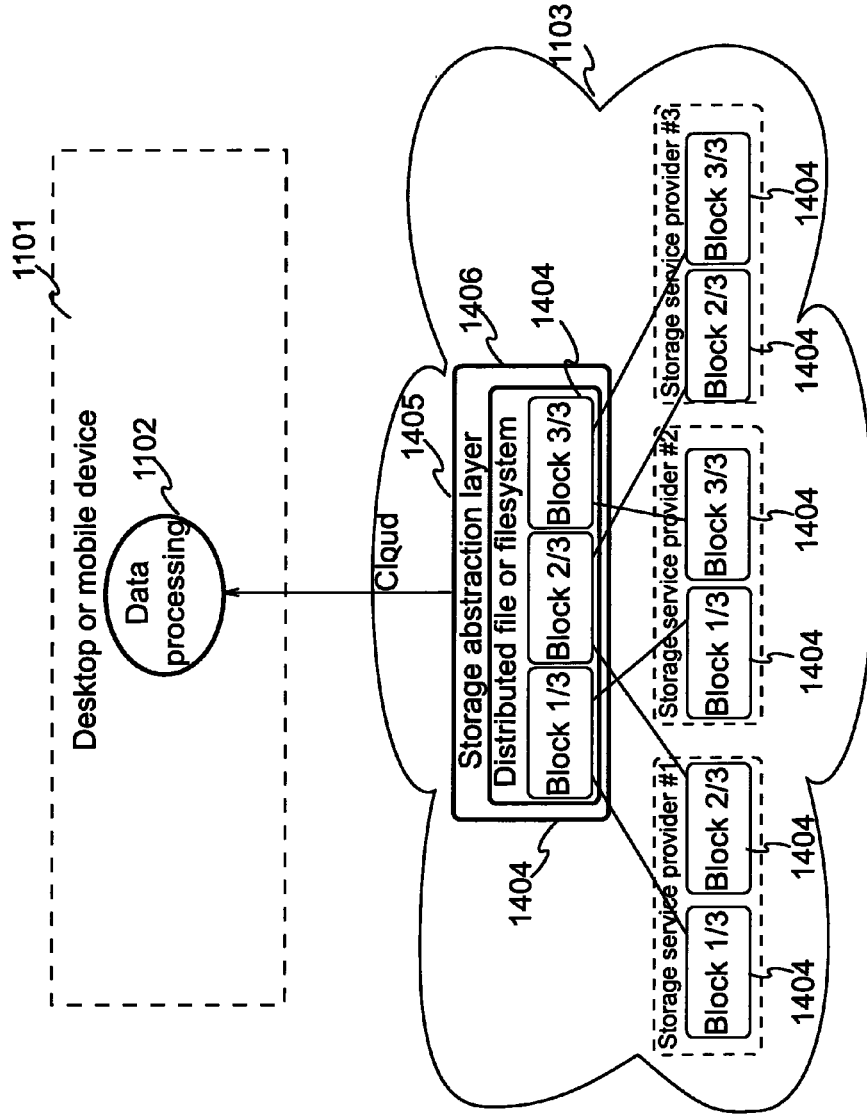 1101
Desktop or mobile device
1102
Data
processing
Cloud
1103
1405
1406
Storage abstraction layer
Distributed file or filesystem
1404
Block 1/3
Block 2/3
Block 3/3
1404
Storage service provider #1
Block 1/3
Block 2/3
1404
1404
Storage service provider #2
Block 1/3
Block 3/3
1404
1404
Storage service provider #3
Block 2/3
Block 3/3
1404
1404